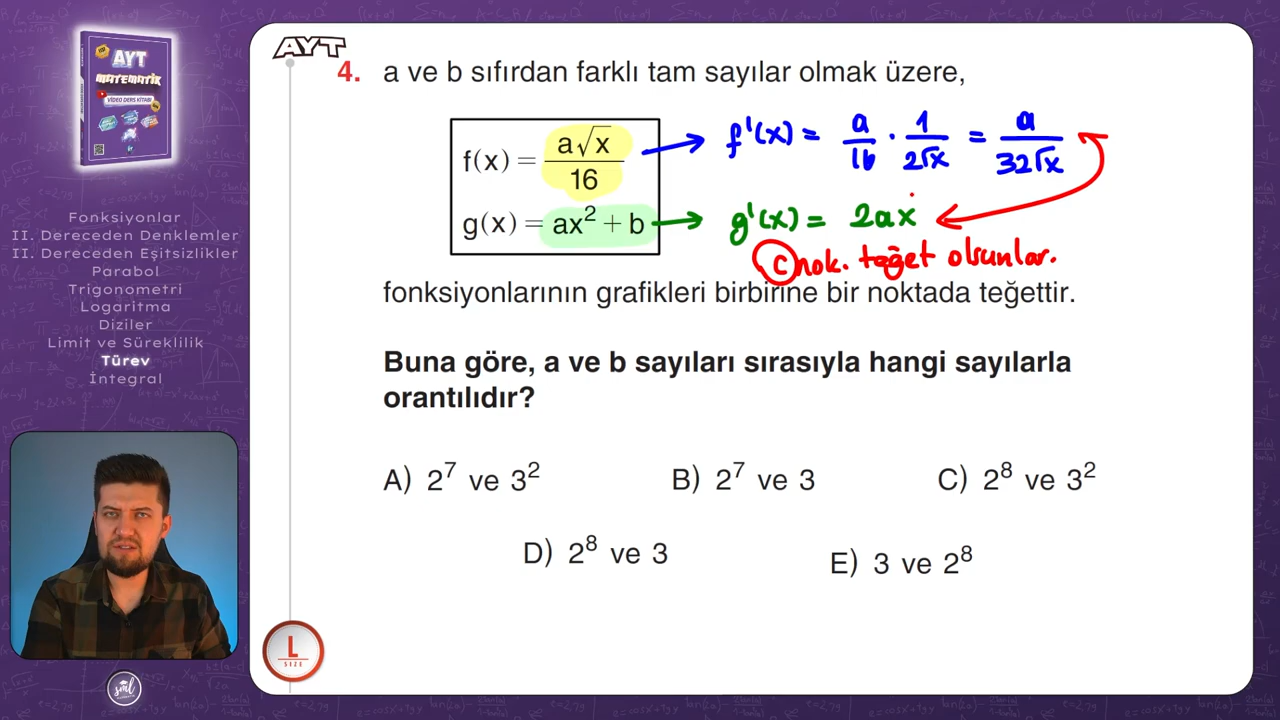 AYT
MATEMATİK
VİDEO DERS KİTABI
Fonksiyonlar
II. Dereceden Denklemler
II. Dereceden Eşitsizlikler
Parabol
Trigonometri
Logaritma
Diziler
Limit ve Süreklilik
Türev
İntegral
sml
AYT
4. a ve b sıfırdan farklı tam sayılar olmak üzere,
f(x) = a√x / 16 → f'(x) = a/16 · 1/2√x = a/32√x
g(x) = ax² + b → g'(x) = 2ax
c nok. teğet olsunlar.
fonksiyonlarının grafikleri birbirine bir noktada teğettir.
Buna göre, a ve b sayıları sırasıyla hangi sayılarla
orantılıdır?
A) 2⁷ ve 3² B) 2⁷ ve 3 C) 2⁸ ve 3²
D) 2⁸ ve 3 E) 3 ve 2⁸
L
SIZE